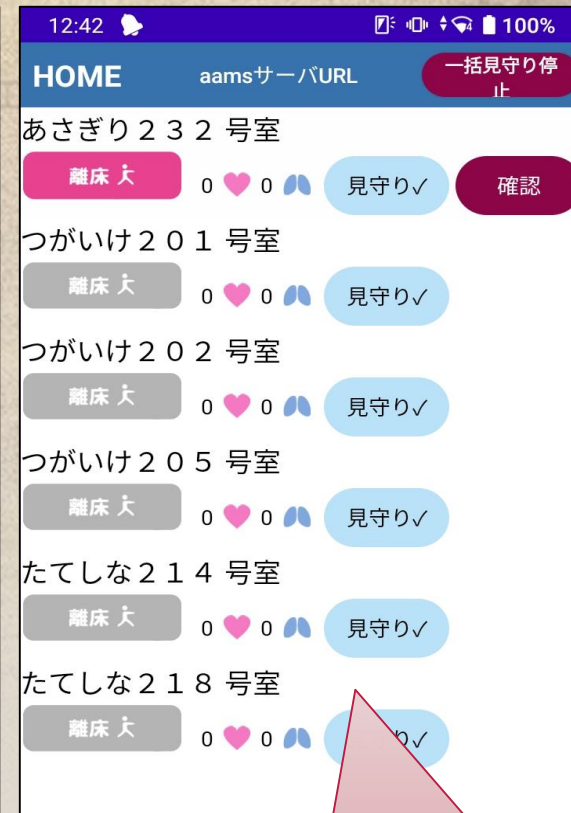 12:42 100%
HOME aamsサーバURL 一括見守り停
止
あさぎり２３２ 号室
離床 0 0 見守り✓ 確認
つがいけ２０１ 号室
離床 0 0 見守り✓
つがいけ２０２ 号室
離床 0 0 見守り✓
つがいけ２０５ 号室
離床 0 0 見守り✓
たてしな２１４ 号室
離床 0 0 見守り✓
たてしな２１８ 号室
離床 0 0 り✓